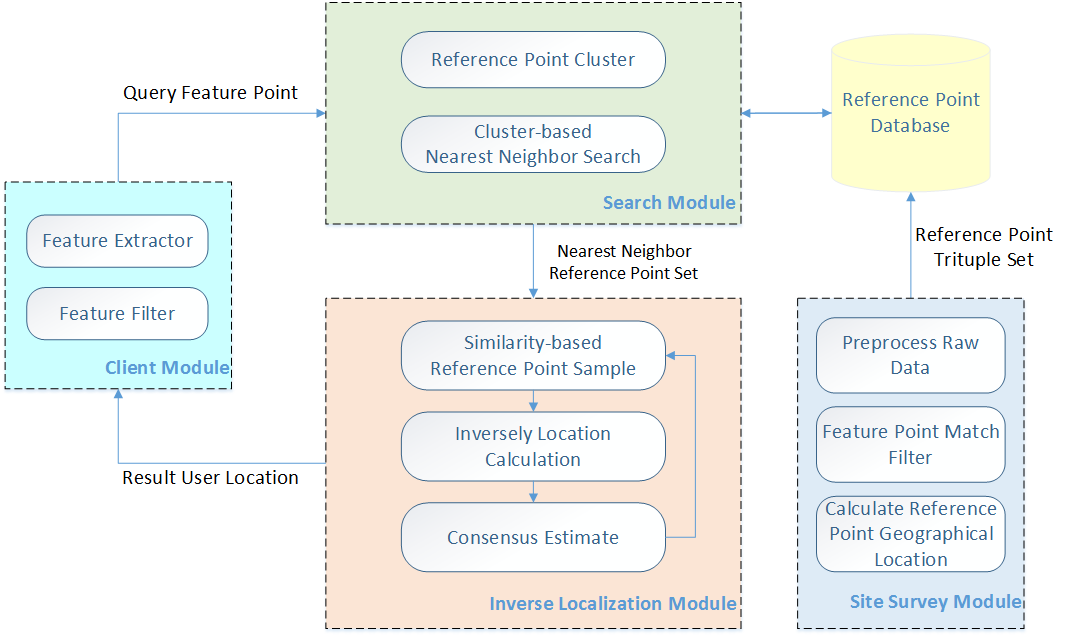 Query Feature Point
Feature Extractor
Feature Filter
Client Module
Reference Point Cluster
Cluster-based
Nearest Neighbor Search
Search Module
Reference Point
Database
Nearest Neighbor
Reference Point Set
Reference Point
Trituple Set
Similarity-based
Reference Point Sample
Inversely Location
Calculation
Consensus Estimate
Inverse Localization Module
Result User Location
Preprocess Raw
Data
Feature Point Match
Filter
Calculate Reference
Point Geographical
Location
Site Survey Module